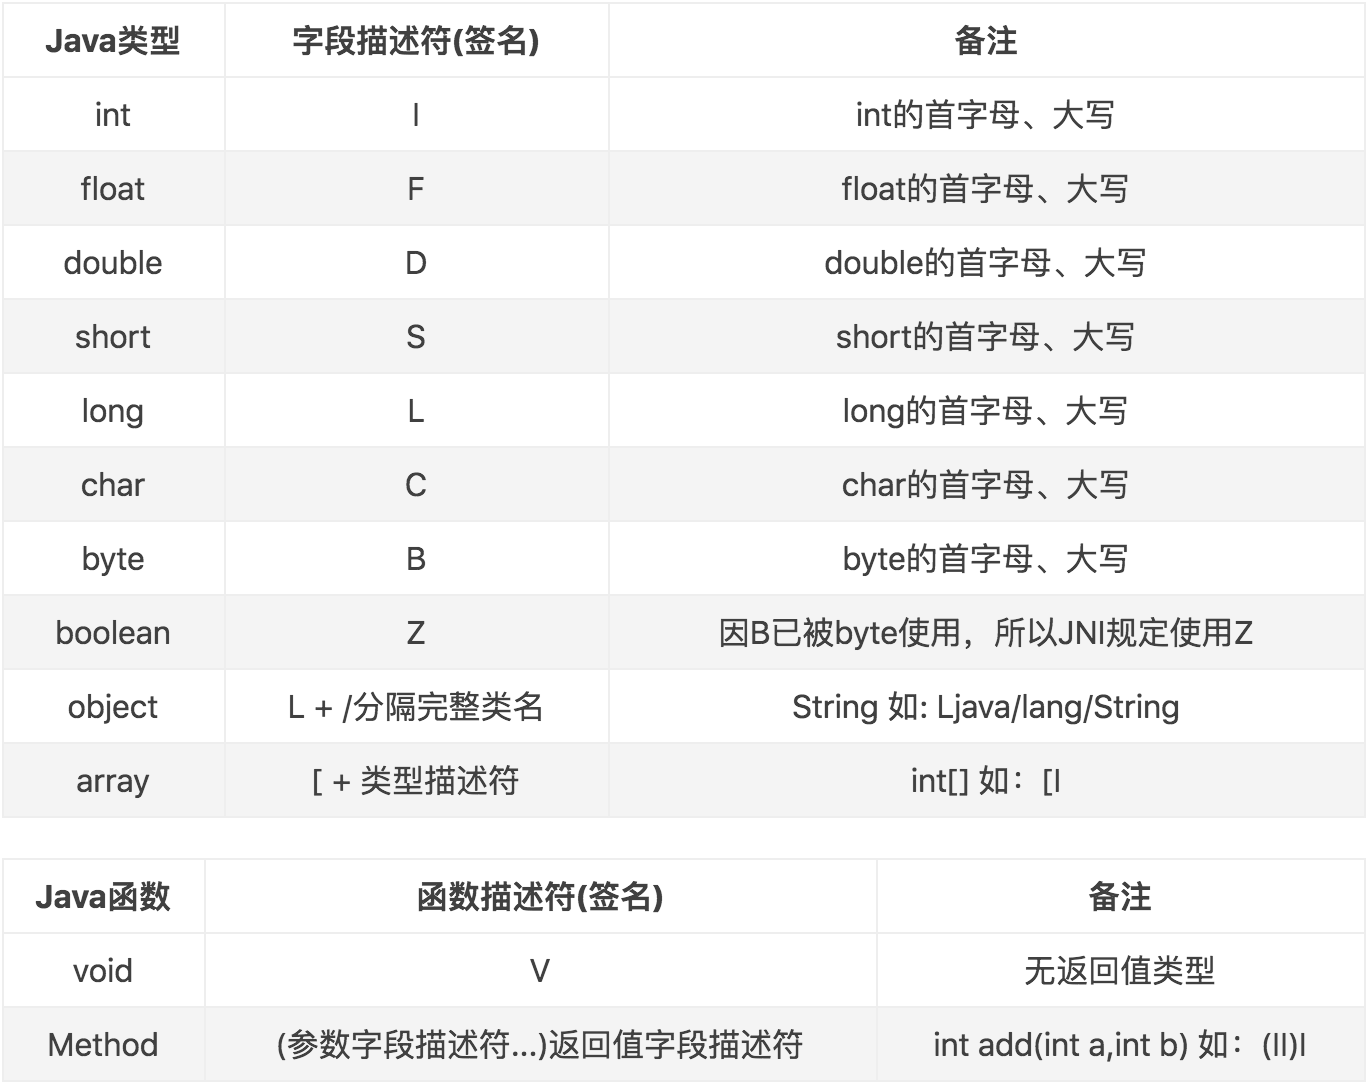 Java类型 字段描述符(签名) 备注
int I int的首字母、大写
float F float的首字母、大写
double D double的首字母、大写
short S short的首字母、大写
long L long的首字母、大写
char C char的首字母、大写
byte B byte的首字母、大写
boolean Z 因B已被byte使用，所以JNI规定使用Z
object L + /分隔完整类名 String 如: Ljava/lang/String
array [ + 类型描述符 int[] 如：[I
Java函数 函数描述符(签名) 备注
void V 无返回值类型
Method (参数字段描述符...)返回值字段描述符 int add(int a,int b) 如：(II)I